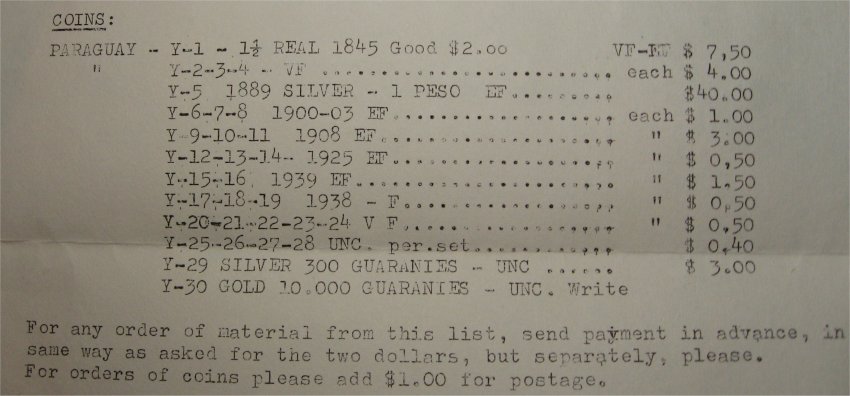 COINS:
PARAGUAY - Y-1 - 1½ REAL 1845 Good $2.00 VF-EF $ 7,50
" Y-2-3-4 - VF ........................... each $ 4.00
Y-5 1889 SILVER - 1 PESO EF......... $40.00
Y-6-7-8 1900-03 EF.................... each $ 1.00
Y-9-10-11 1908 EF..................... " $ 3.00
Y-12-13-14- 1925 EF.................... " $ 0,50
Y-15-16 1939 EF....................... " $ 1.50
Y-17-18-19 1938 - F.................... " $ 0,50
Y-20-21-22-23-24 V F................... " $ 0,50
Y-25-26-27-28 UNC. per.set............. $ 0,40
Y-29 SILVER 300 GUARANIES - UNC ...... $ 3.00
Y-30 GOLD 10.000 GUARANIES - UNC. Write
For any order of material from this list, send payment in advance, in
same way as asked for the two dollars, but separately, please.
For orders of coins please add $1.00 for postage.